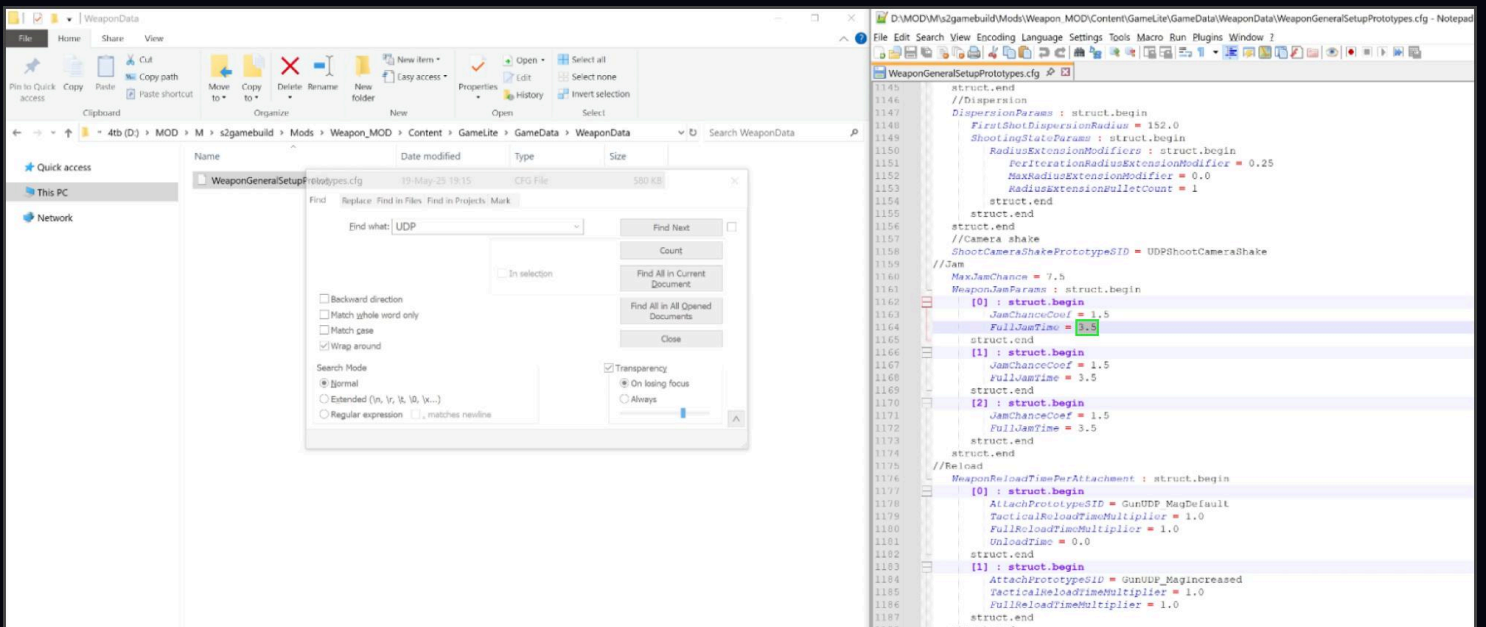 WeaponData
File Home Share View
Pin to Quick access
Copy
Paste
Cut
Copy path
Paste shortcut
Clipboard
Move to
Copy to
Delete
Rename
Organize
New folder
New item
Easy access
New
Properties
Open
Edit
History
Open
Select all
Select none
Invert selection
Select
4tb (D:) > MOD > M > s2gamebuild > Mods > Weapon_MOD > Content > GameLite > GameData > WeaponData
Search WeaponData
Quick access
This PC
Network
Name Date modified Type Size
WeaponGeneralSetupPrototypes.cfg 19-May-25 19:15 CFG File 580 KB
Find Replace Find in Files Find in Projects Mark
Find what: UDP
Find Next
Count
In selection
Find All in Current Document
Find All in All Opened Documents
Close
Backward direction
Match whole word only
Match case
Wrap around
Search Mode
Normal
Extended (\n, \r, \t, \0, \x...)
Regular expression
. matches newline
Transparency
On losing focus
Always
D:\MOD\M\s2gamebuild\Mods\Weapon_MOD\Content\GameLite\GameData\WeaponData\WeaponGeneralSetupPrototypes.cfg - Notepad
File Edit Search View Encoding Language Settings Tools Macro Run Plugins Window ?
WeaponGeneralSetupPrototypes.cfg
1145 struct.end
1146 //Dispersion
1147 DispersionParams : struct.begin
1148 FirstShotDispersionRadius = 152.0
1149 ShootingStateParams : struct.begin
1150 RadiusExtensionModifiers : struct.begin
1151 PerIterationRadiusExtensionModifier = 0.25
1152 MaxRadiusExtensionModifier = 0.0
1153 RadiusExtensionBulletCount = 1
1154 struct.end
1155 struct.end
1156 struct.end
1157 //Camera shake
1158 ShootCameraShakePrototypeSID = UDPShootCameraShake
1159 //Jam
1160 MaxJamChance = 7.5
1161 WeaponJamParams : struct.begin
1162 [0] : struct.begin
1163 JamChanceCoef = 1.5
1164 FullJamTime = 3.5
1165 struct.end
1166 [1] : struct.begin
1167 JamChanceCoef = 1.5
1168 FullJamTime = 3.5
1169 struct.end
1170 [2] : struct.begin
1171 JamChanceCoef = 1.5
1172 FullJamTime = 3.5
1173 struct.end
1174 struct.end
1175 //Reload
1176 WeaponReloadTimePerAttachment : struct.begin
1177 [0] : struct.begin
1178 AttachPrototypeSID = GunUDP_MagDefault
1179 TacticalReloadTimeMultiplier = 1.0
1180 FullReloadTimeMultiplier = 1.0
1181 UnloadTime = 0.0
1182 struct.end
1183 [1] : struct.begin
1184 AttachPrototypeSID = GunUDP_MagIncreased
1185 TacticalReloadTimeMultiplier = 1.0
1186 FullReloadTimeMultiplier = 1.0
1187 struct.end